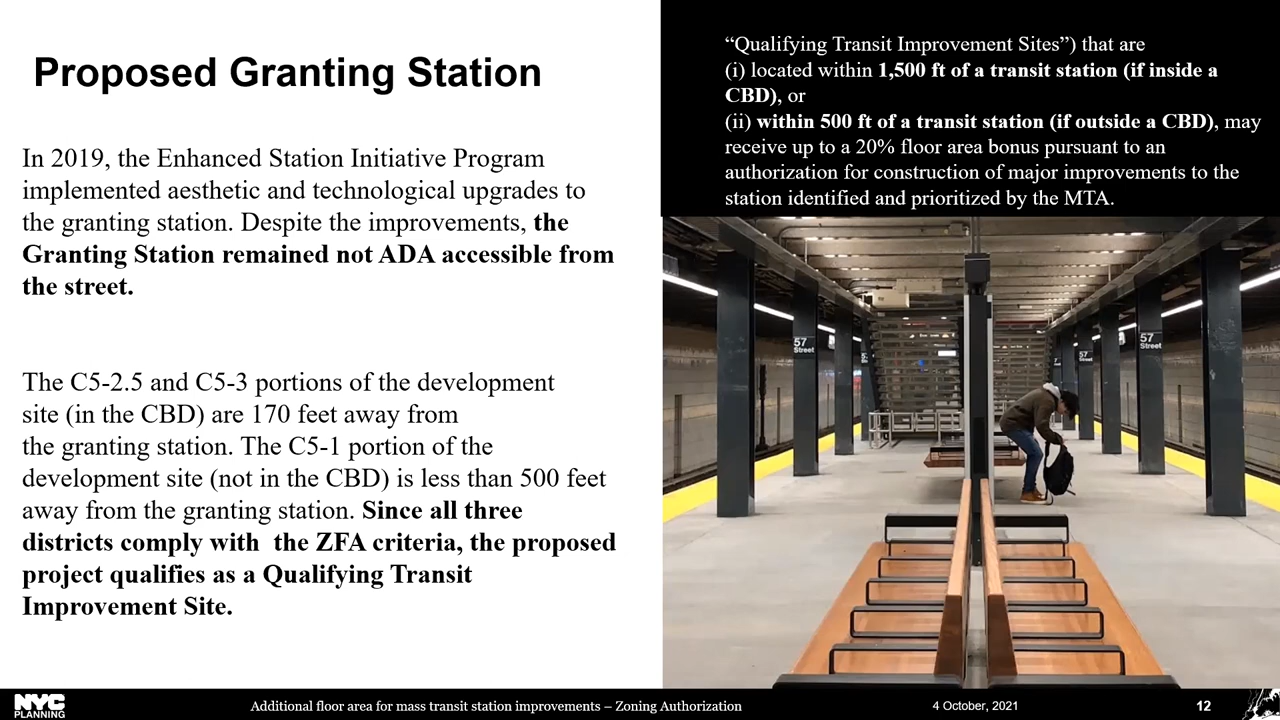 Proposed Granting Station
In 2019, the Enhanced Station Initiative Program
implemented aesthetic and technological upgrades to
the granting station. Despite the improvements, the
Granting Station remained not ADA accessible from
the street.
The C5-2.5 and C5-3 portions of the development
site (in the CBD) are 170 feet away from
the granting station. The C5-1 portion of the
development site (not in the CBD) is less than 500 feet
away from the granting station. Since all three
districts comply with  the ZFA criteria, the proposed
project qualifies as a Qualifying Transit
Improvement Site.
“Qualifying Transit Improvement Sites”) that are
(i) located within 1,500 ft of a transit station (if inside a
CBD), or
(ii) within 500 ft of a transit station (if outside a CBD), may
receive up to a 20% floor area bonus pursuant to an
authorization for construction of major improvements to the
station identified and prioritized by the MTA.
57
Street
57
Street
57
Street
NYC
PLANNING
Additional floor area for mass transit station improvements – Zoning Authorization
4 October, 2021
12